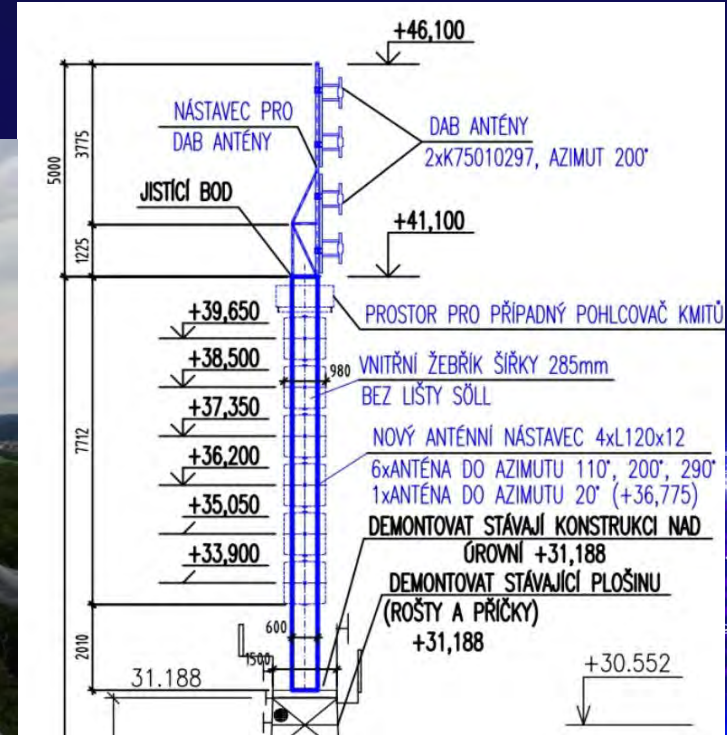 +46,100
NÁSTAVEC PRO
DAB ANTÉNY
DAB ANTÉNY
2xK75010297, AZIMUT 200°
3775
5000
JISTÍCÍ BOD
1225
+41,100
PROSTOR PRO PŘÍPADNÝ POHLCOVAČ KMITŮ
+39,650
+38,500
980
VNITŘNÍ ŽEBŘÍK ŠÍŘKY 285mm
BEZ LIŠTY SÖLL
+37,350
7712
NOVÝ ANTÉNNÍ NÁSTAVEC 4xL120x12
6xANTÉNA DO AZIMUTU 110°, 200°, 290°
1xANTÉNA DO AZIMUTU 20° (+36,775)
+36,200
+35,050
DEMONTOVAT STÁVAJÍ KONSTRUKCI NAD
ÚROVNÍ +31,188
+33,900
DEMONTOVAT STÁVAJÍCÍ PLOŠINU
(ROŠTY A PŘÍČKY)
+31,188
600
2010
1500
31.188
+30.552